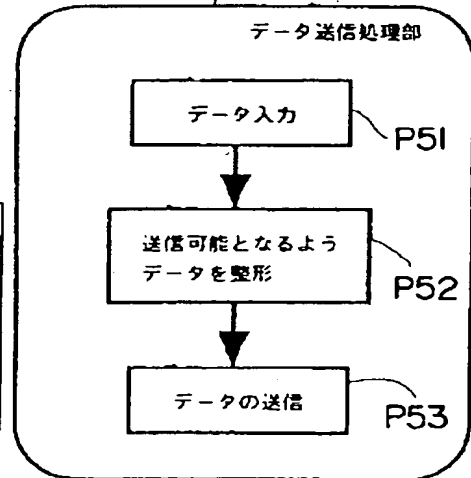 データ送信処理部
データ入力
P51
送信可能となるよう
データを整形
P52
データの送信
P53